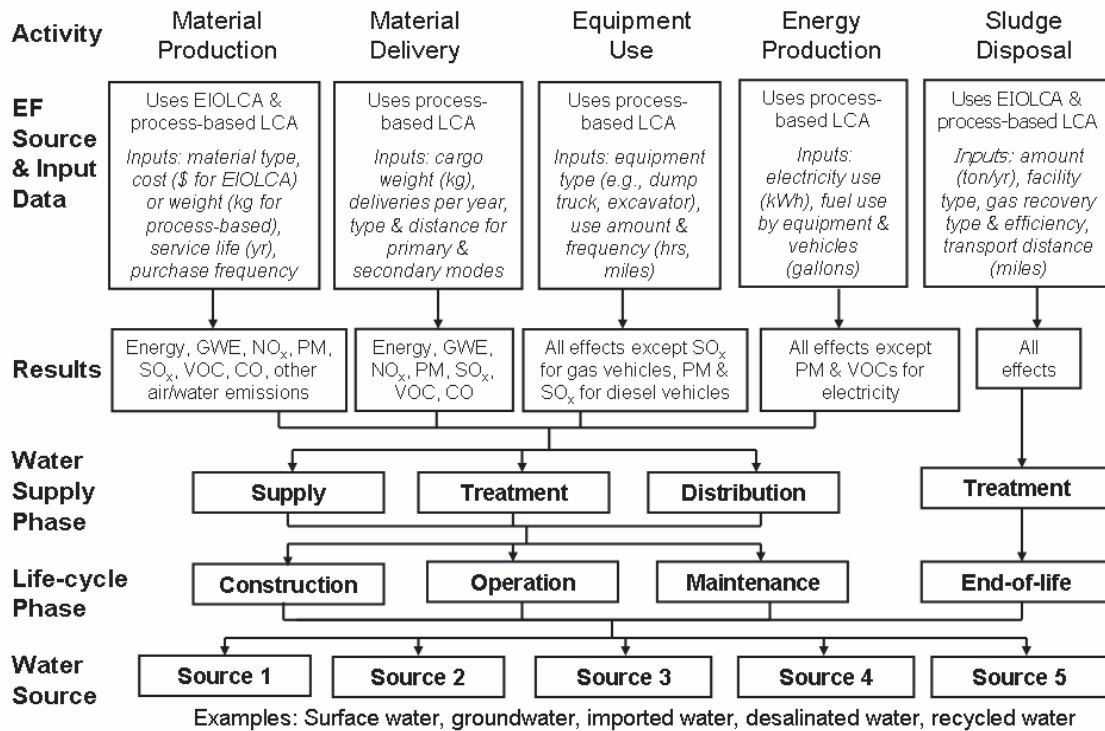 Activity
Material
Production
Material
Delivery
Equipment
Use
Energy
Production
Sludge
Disposal
EF
Source
& Input
Data
Uses EIOLCA &
process-based LCA
Inputs: material type,
cost ($ for EIOLCA)
or weight (kg for
process-based),
service life (yr),
purchase frequency
Uses process-
based LCA
Inputs: cargo
weight (kg),
deliveries per year,
type & distance for
primary &
secondary modes
Uses process-
based LCA
Inputs: equipment
type (e.g., dump
truck, excavator),
use amount &
frequency (hrs,
miles)
Uses process-
based LCA
Inputs:
electricity use
(kWh), fuel use
by equipment &
vehicles
(gallons)
Uses EIOLCA &
process-based LCA
Inputs: amount
(ton/yr), facility
type, gas recovery
type & efficiency,
transport distance
(miles)
Results
Energy, GWE, NOx, PM,
SOx, VOC, CO, other
air/water emissions
Energy, GWE,
NOx, PM, SOx,
VOC, CO
All effects except SOx
for gas vehicles, PM &
SOx for diesel vehicles
All effects except
PM & VOCs for
electricity
All
effects
Water
Supply
Phase
Supply
Treatment
Distribution
Treatment
Life-cycle
Phase
Construction
Operation
Maintenance
End-of-life
Water
Source
Source 1
Source 2
Source 3
Source 4
Source 5
Examples: Surface water, groundwater, imported water, desalinated water, recycled water